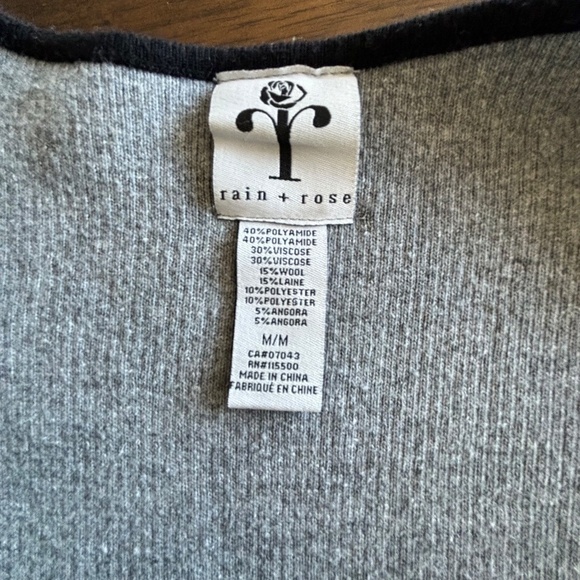 rain + rose
40%POLYAMIDE
40%POLYAMIDE
30%VISCOSE
30%VISCOSE
15%WOOL
15%LAINE
10%POLYESTER
10%POLYESTER
5%ANGORA
5%ANGORA
M/M
CA#07043
RN#115500
MADE IN CHINA
FABRIQUÉ EN CHINE